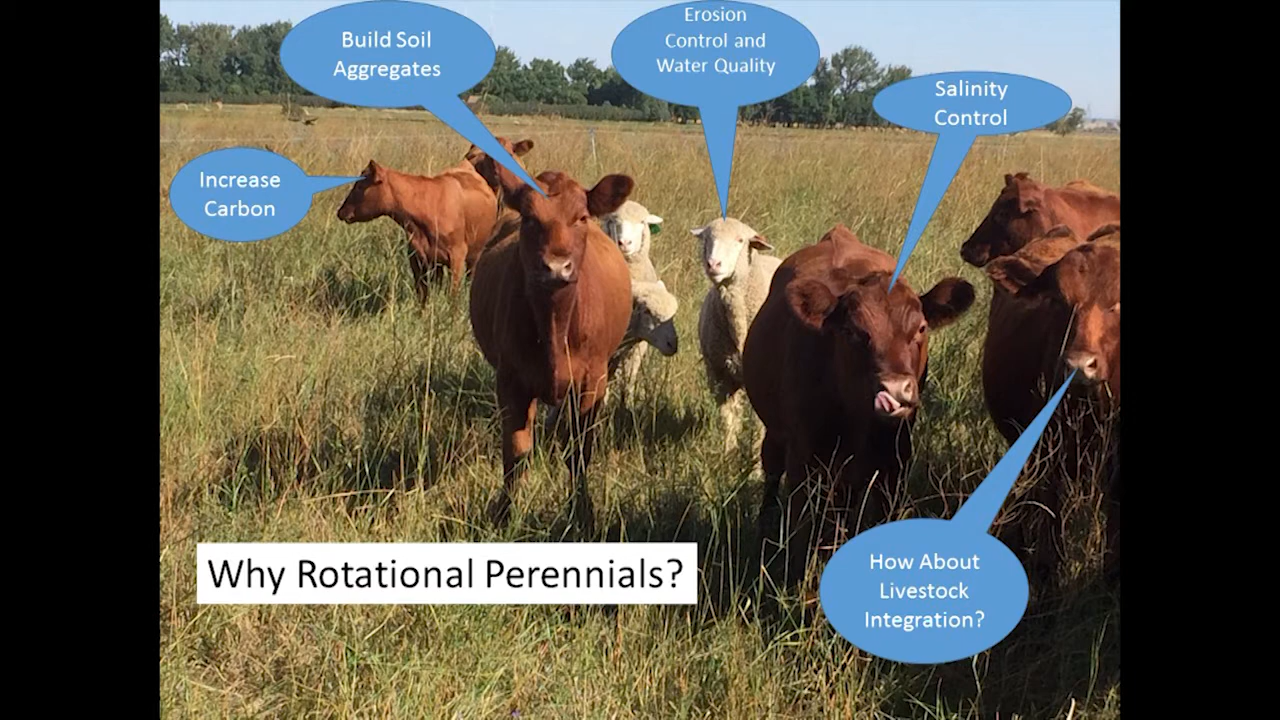 Build Soil
Aggregates
Erosion
Control and
Water Quality
Salinity
Control
Increase
Carbon
Why Rotational Perennials?
How About
Livestock
Integration?